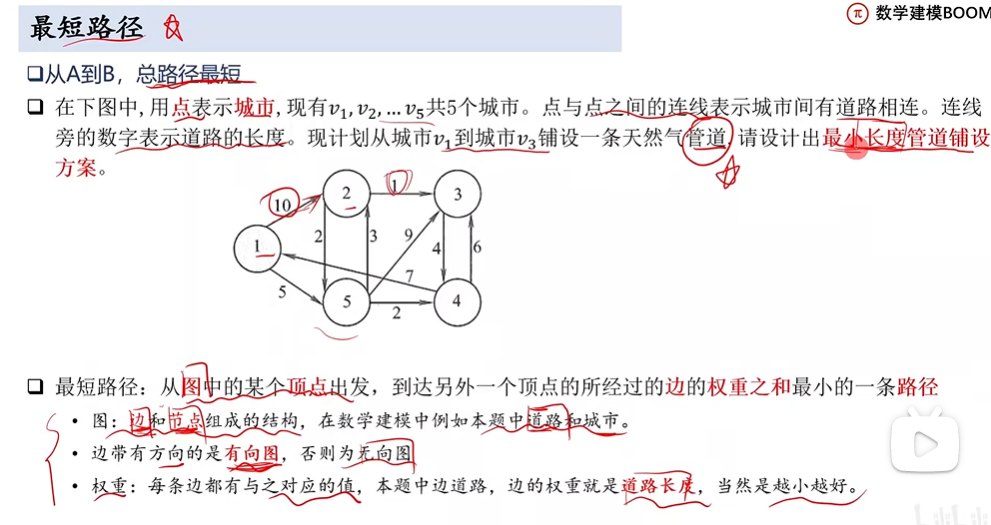 π 数学建模BOOM
最短路径
❑从A到B，总路径最短
❑ 在下图中,用点表示城市,现有v₁,v₂,…v₅共5个城市。点与点之间的连线表示城市间有道路相连。连线
旁的数字表示道路的长度。现计划从城市v₁到城市v₃铺设一条天然气管道,请设计出最小长度管道铺设
方案。
10
2
1
3
1
2
3
9
4
6
7
5
5
2
4
❑ 最短路径：从图中的某个顶点出发，到达另外一个顶点的所经过的边的权重之和最小的一条路径
• 图：边和节点组成的结构，在数学建模中例如本题中道路和城市。
• 边带有方向的是有向图，否则为无向图
• 权重：每条边都有与之对应的值，本题中边道路，边的权重就是道路长度，当然是越小越好。